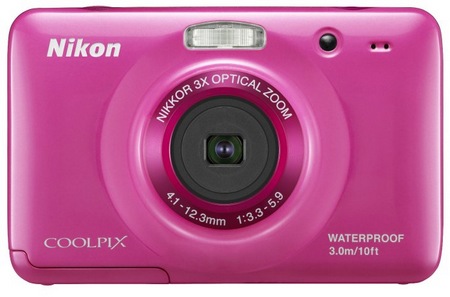 Nikon
NIKKOR 3X OPTICAL ZOOM
4.1-12.3mm 1:3.3-5.9
COOLPIX
WATERPROOF
3.0m/10ft